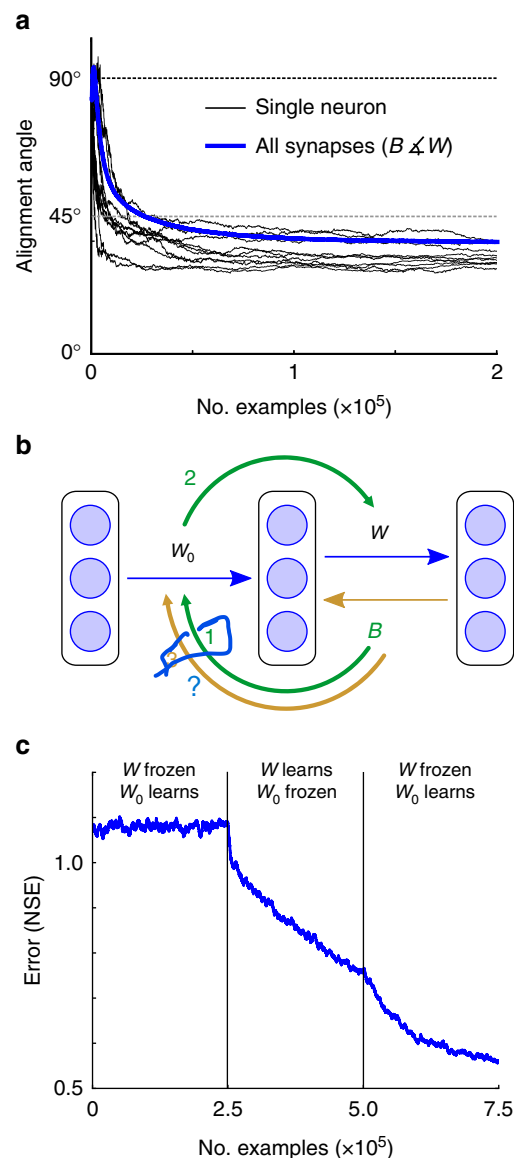 a
90°
Single neuron
All synapses (B ∡ W)
45°
Alignment angle
0°
0
1
2
No. examples (×10⁵)
b
2
W₀
W
1
B
3
?
c
W frozen
W₀ learns
W learns
W₀ frozen
W frozen
W₀ learns
1.0
Error (NSE)
0.5
0
2.5
5.0
7.5
No. examples (×10⁵)